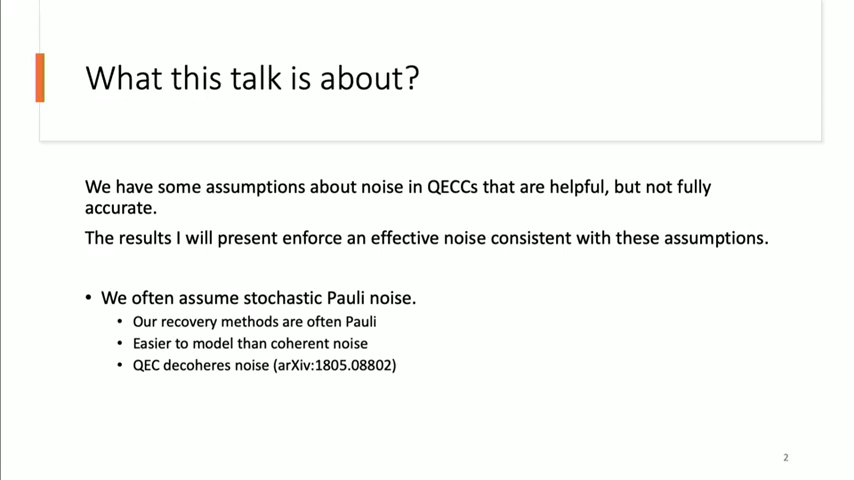 What this talk is about?
We have some assumptions about noise in QECCs that are helpful, but not fully
accurate.
The results I will present enforce an effective noise consistent with these assumptions.
• We often assume stochastic Pauli noise.
• Our recovery methods are often Pauli
• Easier to model than coherent noise
• QEC decoheres noise (arXiv:1805.08802)
2